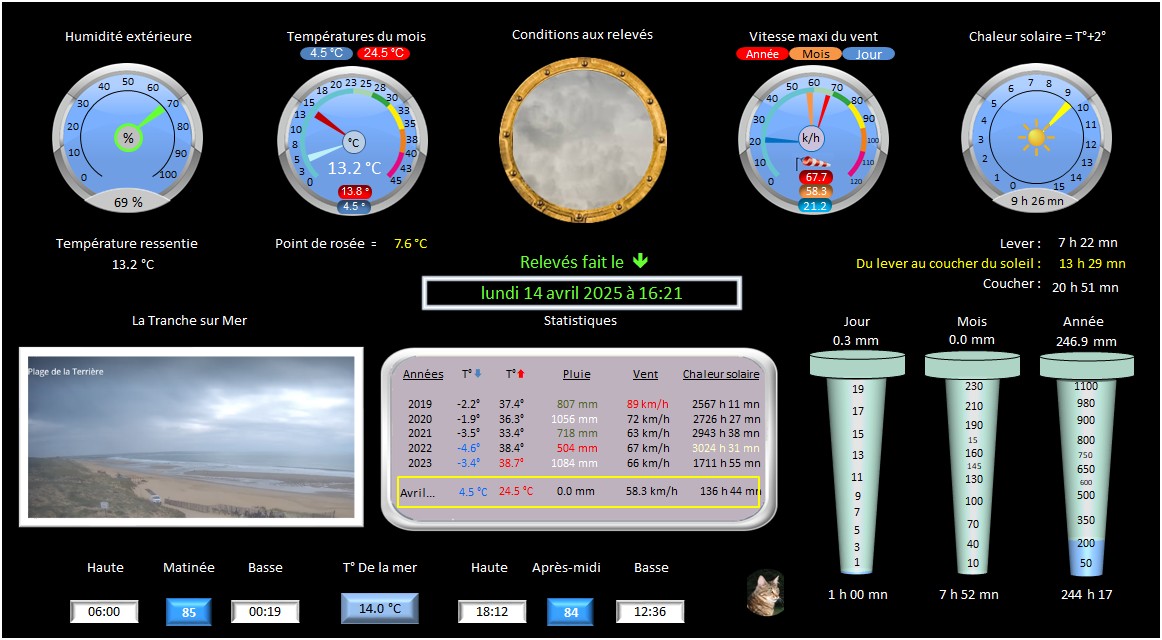 Humidité extérieure
Températures du mois
4.5 °C 24.5 °C
Conditions aux relevés
Vitesse maxi du vent
Année Mois Jour
Chaleur solaire = T°+2°
0 10 20 30 40 50 60 70 80 90 100
%
69 %
0 3 5 8 10 13 15 18 20 23 25 28 30 33 35 38 40 43 45
°C
13.2 °C
13.8 °
4.5 °
0 10 20 30 40 50 60 70 80 90 100 110 120
k/h
67.7
58.3
21.2
0 1 2 3 4 5 6 7 8 9 10 11 12 13 14 15
9 h 26 mn
Température ressentie
13.2 °C
Point de rosée = 7.6 °C
Relevés fait le
lundi 14 avril 2025 à 16:21
Lever : 7 h 22 mn
Du lever au coucher du soleil : 13 h 29 mn
Coucher : 20 h 51 mn
La Tranche sur Mer
Plage de la Terrière
Statistiques
Années T° T° Pluie Vent Chaleur solaire
2019 -2.2° 37.4° 807 mm 89 km/h 2567 h 11 mn
2020 -1.9° 36.3° 1056 mm 72 km/h 2726 h 27 mn
2021 -3.5° 33.4° 718 mm 63 km/h 2943 h 38 mn
2022 -4.6° 38.4° 504 mm 67 km/h 3024 h 31 mn
2023 -3.4° 38.7° 1084 mm 66 km/h 1711 h 55 mn
Avril... 4.5 °C 24.5 °C 0.0 mm 58.3 km/h 136 h 44 mn
Jour
0.3 mm
19
17
15
13
11
9
7
5
3
1
1 h 00 mn
Mois
0.0 mm
230
210
190
15
160
145
130
100
70
40
10
7 h 52 mn
Année
246.9 mm
1100
980
900
800
750
650
600
500
350
200
50
244 h 17
Haute Matinée Basse
06:00 85 00:19
T° De la mer
14.0 °C
Haute Après-midi Basse
18:12 84 12:36